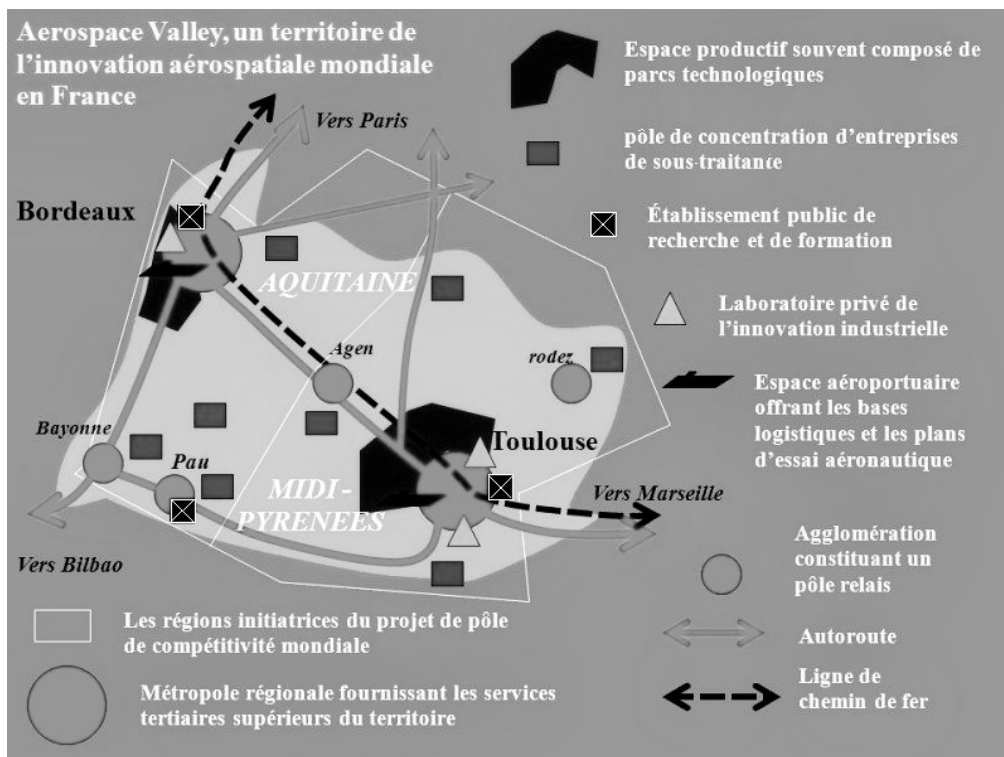 Aerospace Valley, un territoire de
l'innovation aérospatiale mondiale
en France
Vers Paris
Bordeaux
AQUITAINE
Agen
rodez
Bayonne
Pau
Toulouse
MIDI-
PYRENEES
Vers Marseille
Vers Bilbao
Espace productif souvent composé de
parcs technologiques
pôle de concentration d'entreprises
de sous-traitante
Établissement public de
recherche et de formation
Laboratoire privé de
l'innovation industrielle
Espace aéroportuaire
offrant les bases
logistiques et les plans
d'essai aéronautique
Agglomération
constituant un
pôle relais
Autoroute
Ligne de
chemin de fer
Les régions initiatrices du projet de pôle
de compétitivité mondiale
Métropole régionale fournissant les services
tertiaires supérieurs du territoire